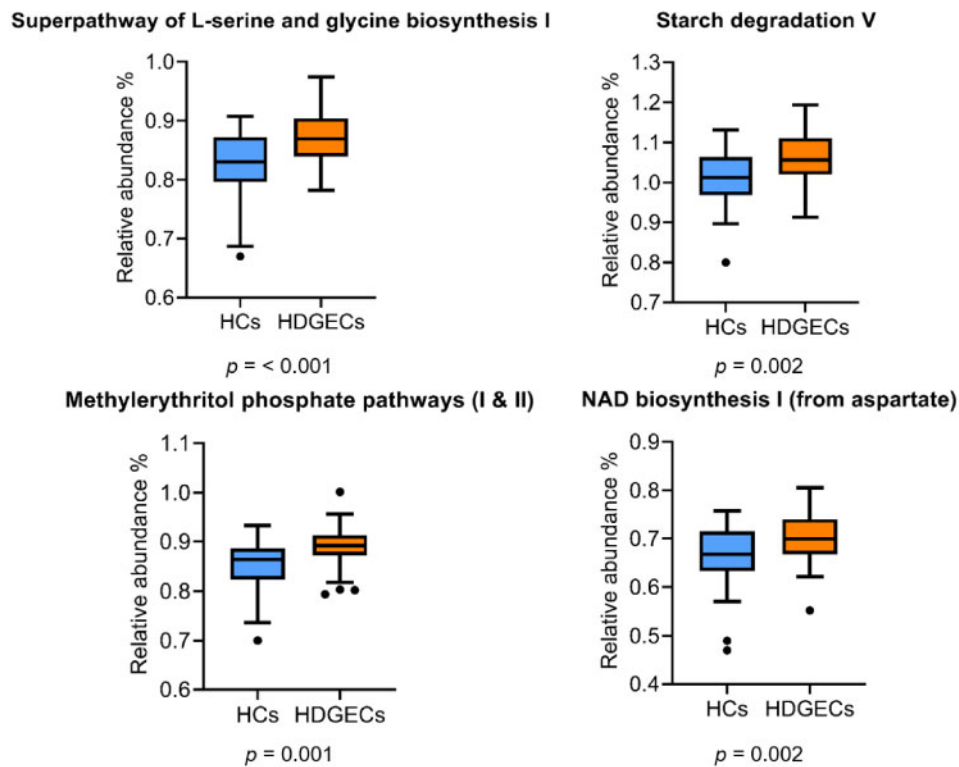 Superpathway of L-serine and glycine biosynthesis I
Relative abundance %
1.0
0.9
0.8
0.7
0.6
HCs HDGECs
p = < 0.001
Starch degradation V
Relative abundance %
1.3
1.2
1.1
1.0
0.9
0.8
0.7
HCs HDGECs
p = 0.002
Methylerythritol phosphate pathways (I & II)
Relative abundance %
1.1
1.0
0.9
0.8
0.7
0.6
HCs HDGECs
p = 0.001
NAD biosynthesis I (from aspartate)
Relative abundance %
0.9
0.8
0.7
0.6
0.5
0.4
HCs HDGECs
p = 0.002